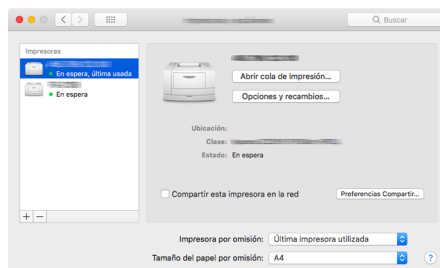 Buscar
Impresoras
En espera, última usada
En espera
Abrir cola de impresión...
Opciones y recambios...
Ubicación:
Clase:
Estado: En espera
Compartir esta impresora en la red
Preferencias Compartir...
+ −
Impresora por omisión: Última impresora utilizada
Tamaño del papel por omisión: A4
?